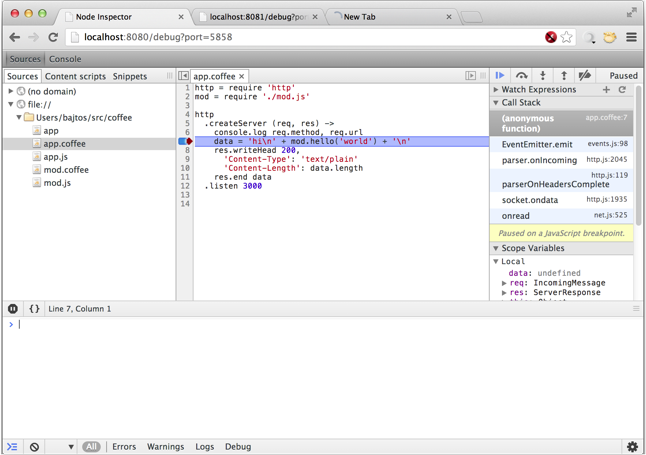 Node Inspector
localhost:8081/debug?por
New Tab
localhost:8080/debug?port=5858
Sources Console
Sources Content scripts Snippets
app.coffee
Paused
(no domain)
file://
Users/bajtos/src/coffee
app
app.coffee
app.js
mod.coffee
mod.js
1 http = require 'http'
2 mod = require './mod.js'
3
4 http
5 .createServer (req, res) ->
6 console.log req.method, req.url
7 data = 'hi\n' + mod.hello('world') + '\n'
8 res.writeHead 200,
9 'Content-Type': 'text/plain'
10 'Content-Length': data.length
11 res.end data
12 .listen 3000
13
14
Watch Expressions
Call Stack
(anonymous function) app.coffee:7
EventEmitter.emit events.js:98
parser.onIncoming http.js:2045
http.js:119
parserOnHeadersComplete
socket.ondata http.js:1935
onread net.js:525
Paused on a JavaScript breakpoint.
Scope Variables
Local
data: undefined
req: IncomingMessage
res: ServerResponse
{ } Line 7, Column 1
>
All Errors Warnings Logs Debug